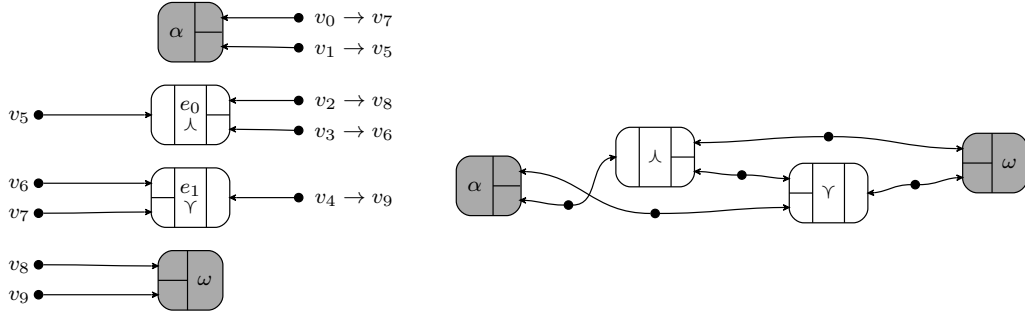 α v₀ → v₇
v₁ → v₅
v₅ e₀ v₂ → v₈
⋏ v₃ → v₆
v₆ e₁ v₄ → v₉
v₇ ⋎
v₈ ω
v₉
α ⋏ ⋎ ω